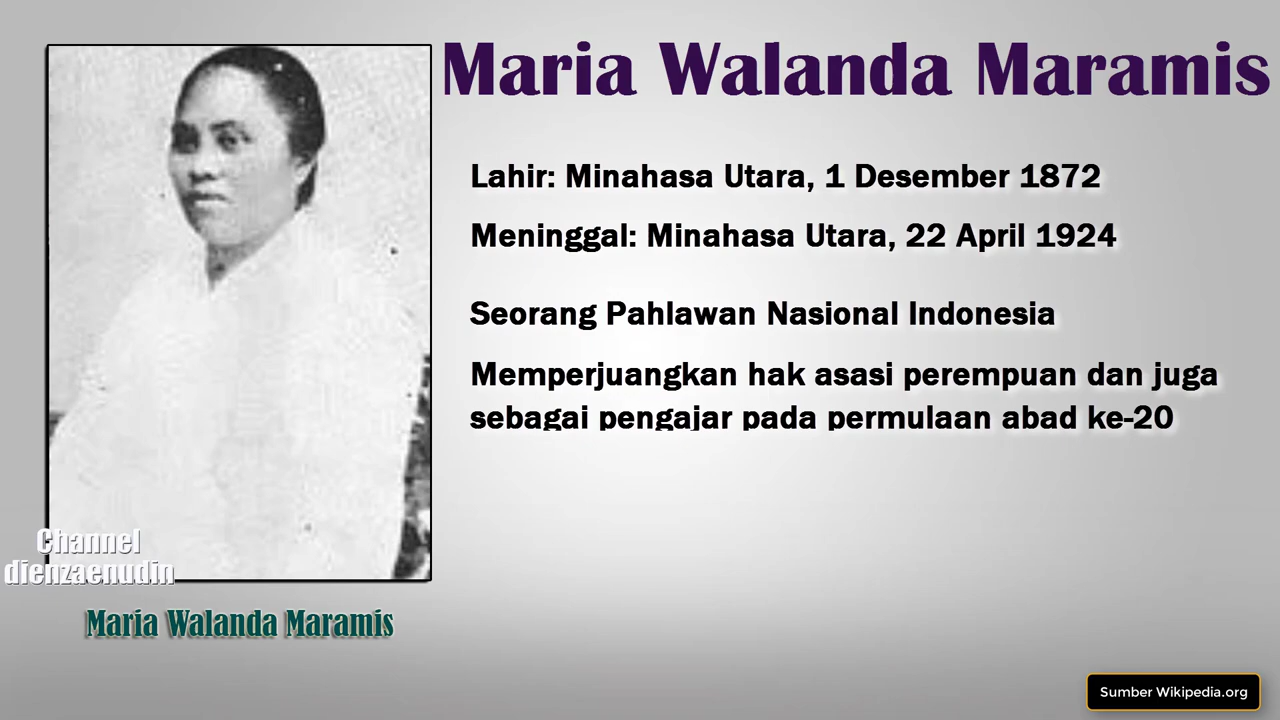 Maria Walanda Maramis
Lahir: Minahasa Utara, 1 Desember 1872
Meninggal: Minahasa Utara, 22 April 1924
Seorang Pahlawan Nasional Indonesia
Memperjuangkan hak asasi perempuan dan juga
sebagai pengajar pada permulaan abad ke-20
Channel
dienzaenudin
Maria Walanda Maramis
Sumber Wikipedia.org